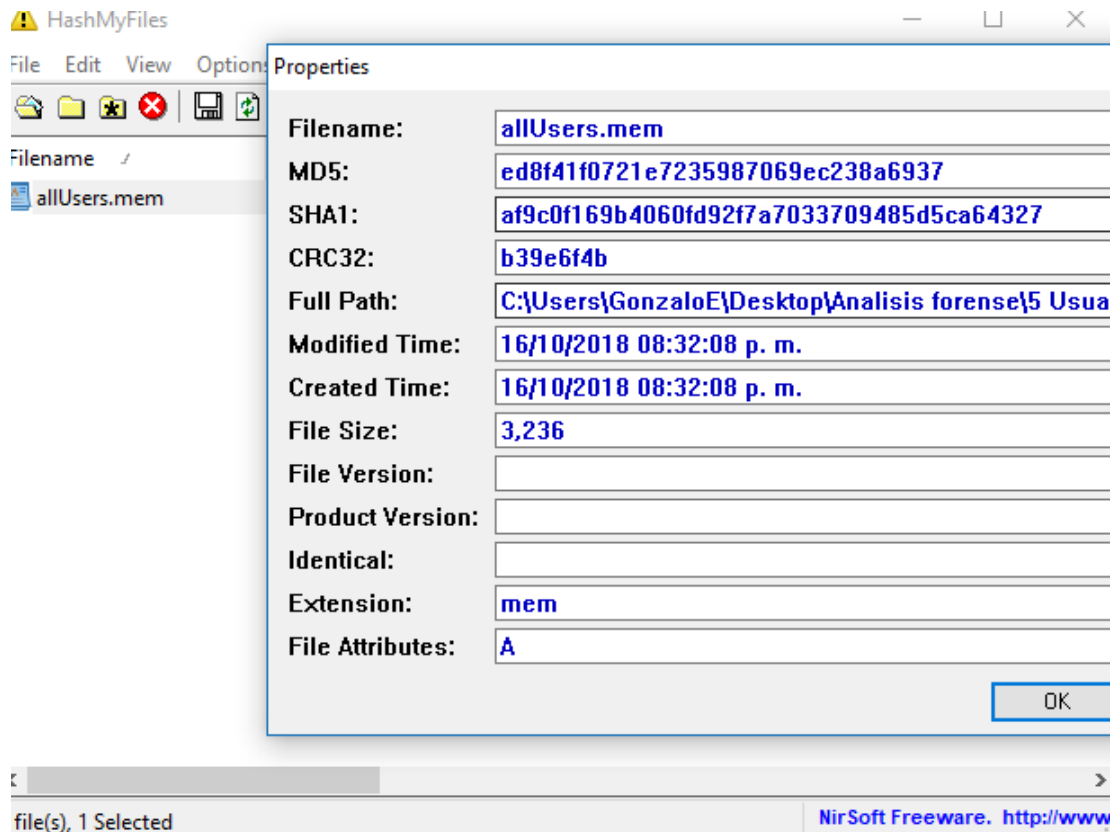 HashMyFiles
File Edit View Options
Properties
Filename
allUsers.mem
Filename: allUsers.mem
MD5: ed8f41f0721e7235987069ec238a6937
SHA1: af9c0f169b4060fd92f7a7033709485d5ca64327
CRC32: b39e6f4b
Full Path: C:\Users\GonzaloE\Desktop\Analisis forense\5 Usua
Modified Time: 16/10/2018 08:32:08 p. m.
Created Time: 16/10/2018 08:32:08 p. m.
File Size: 3,236
File Version:
Product Version:
Identical:
Extension: mem
File Attributes: A
OK
file(s), 1 Selected
NirSoft Freeware. http://www